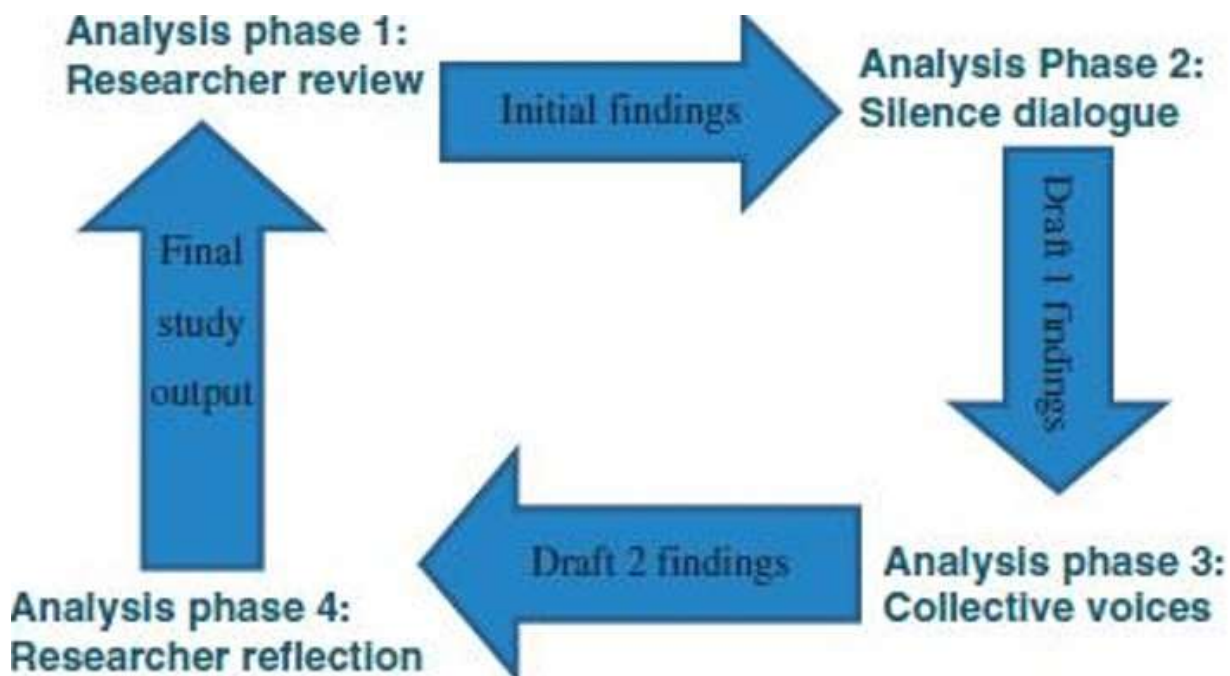 Analysis phase 1:
Researcher review
Initial findings
Analysis Phase 2:
Silence dialogue
Draft 1 findings
Analysis phase 3:
Collective voices
Draft 2 findings
Analysis phase 4:
Researcher reflection
Final
study
output